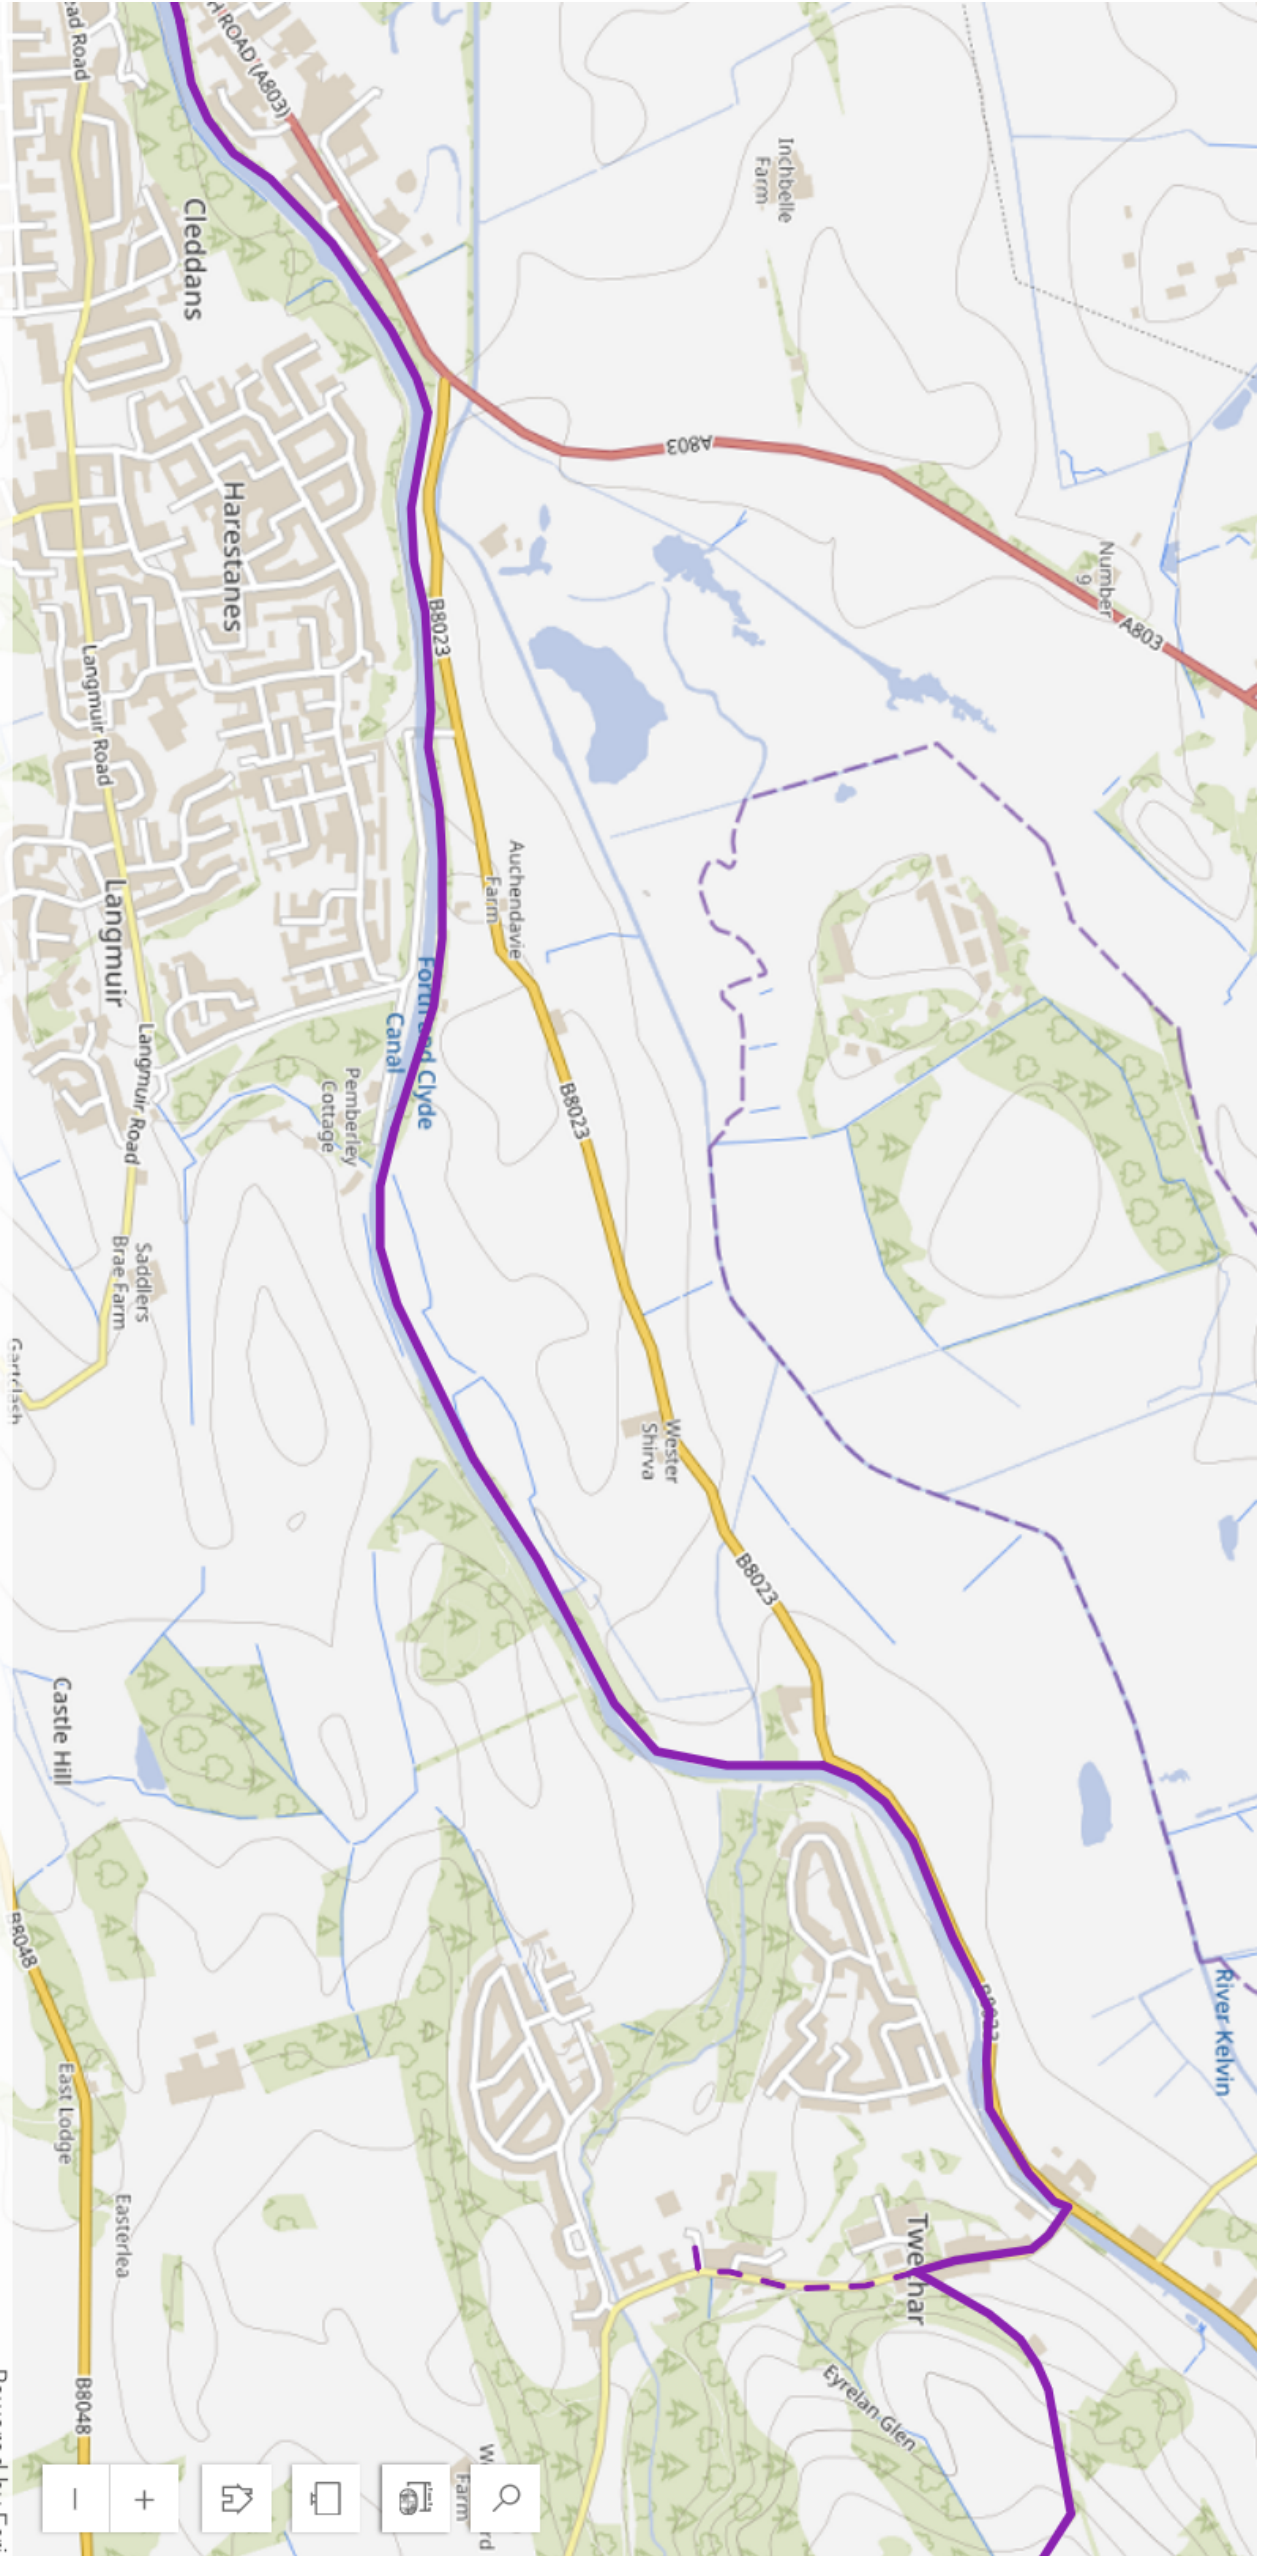 River Kelvin
A803
Number
9
B8023
Twechar
Eyrelan Glen
Inchbelle
Farm
B8023
A803
Wester
Shirva
B8023
Auchendavie
Farm
Farm
B8023
Forth and Clyde
Canal
Pemberley
Cottage
ROAD (A803)
Harestanes
Cleddans
Langmuir Road
Saddlers
Brae Farm
Easterlea
Langmuir
Langmuir Road
B8048
Road
East Lodge
Castle Hill
B8048